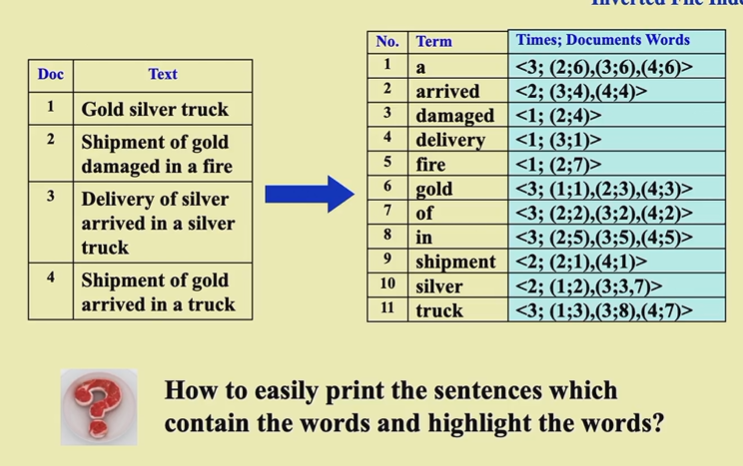 Inverted File Index
Doc Text
1 Gold silver truck
2 Shipment of gold
damaged in a fire
3 Delivery of silver
arrived in a silver
truck
4 Shipment of gold
arrived in a truck
No. Term Times; Documents Words
1 a <3; (2;6),(3;6),(4;6)>
2 arrived <2; (3;4),(4;4)>
3 damaged <1; (2;4)>
4 delivery <1; (3;1)>
5 fire <1; (2;7)>
6 gold <3; (1;1),(2;3),(4;3)>
7 of <3; (2;2),(3;2),(4;2)>
8 in <3; (2;5),(3;5),(4;5)>
9 shipment <2; (2;1),(4;1)>
10 silver <2; (1;2),(3;3,7)>
11 truck <3; (1;3),(3;8),(4;7)>
How to easily print the sentences which
contain the words and highlight the words?